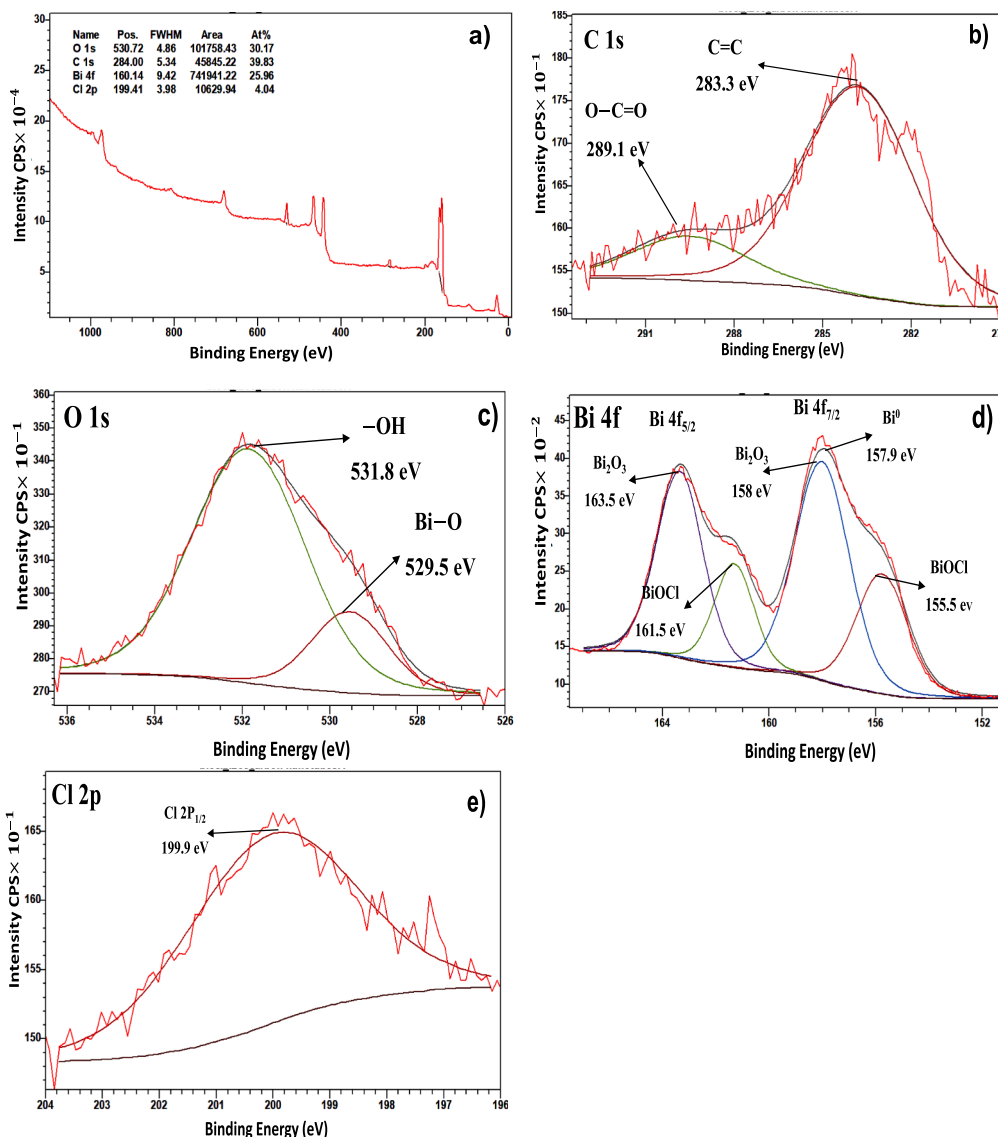 a)
Name Pos. FWHM Area At%
O 1s 530.72 4.86 101758.43 30.17
C 1s 284.00 5.34 45845.22 39.83
Bi 4f 160.14 9.42 741941.22 25.96
Cl 2p 199.41 3.98 10629.94 4.04
30
25
20
15
10
5
Intensity CPS× 10⁻⁴
1000 800 600 400 200 0
Binding Energy (eV)
C 1s
b)
C=C
283.3 eV
O−C=O
289.1 eV
175
170
165
160
155
150
Intensity CPS× 10⁻¹
291 288 285 282
Binding Energy (eV)
O 1s
c)
−OH
531.8 eV
Bi−O
529.5 eV
360
350
340
330
320
310
300
290
280
270
Intensity CPS× 10⁻¹
536 534 532 530 528 526
Binding Energy (eV)
Bi 4f
d)
Bi 4f₅/₂
Bi 4f₇/₂
Bi⁰
157.9 eV
Bi₂O₃
163.5 eV
Bi₂O₃
158 eV
BiOCl
161.5 eV
BiOCl
155.5 ev
45
40
35
30
25
20
15
10
Intensity CPS× 10⁻²
164 160 156 152
Binding Energy (eV)
Cl 2p
e)
Cl 2P₁/₂
199.9 eV
165
160
155
150
Intensity CPS× 10⁻¹
204 203 202 201 200 199 198 197 196
Binding Energy (eV)